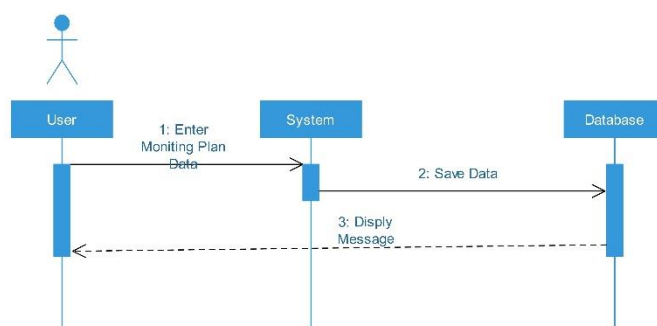 User
System
Database
1: Enter
Moniting Plan
Data
2: Save Data
3: Disply
Message